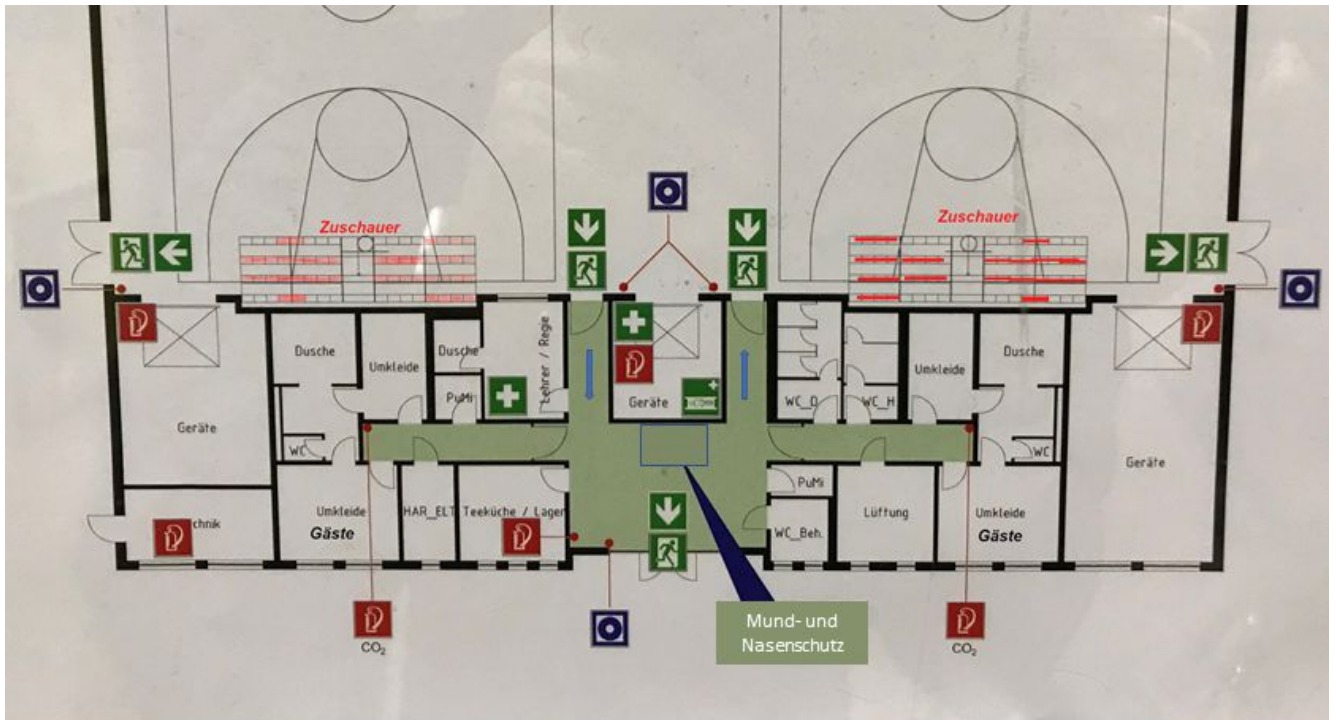 Zuschauer
Zuschauer
Dusche
Umkleide
Dusche
Lehrer / Regie
PuMi
Geräte
WC
Geräte
WC_D
WC_H
Umkleide
Dusche
WC
Geräte
chnik
Umkleide
Gäste
HAR_ELT
Teeküche / Lager
PuMi
WC_Beh.
Lüftung
Umkleide
Gäste
CO₂
Mund- und
Nasenschutz
CO₂